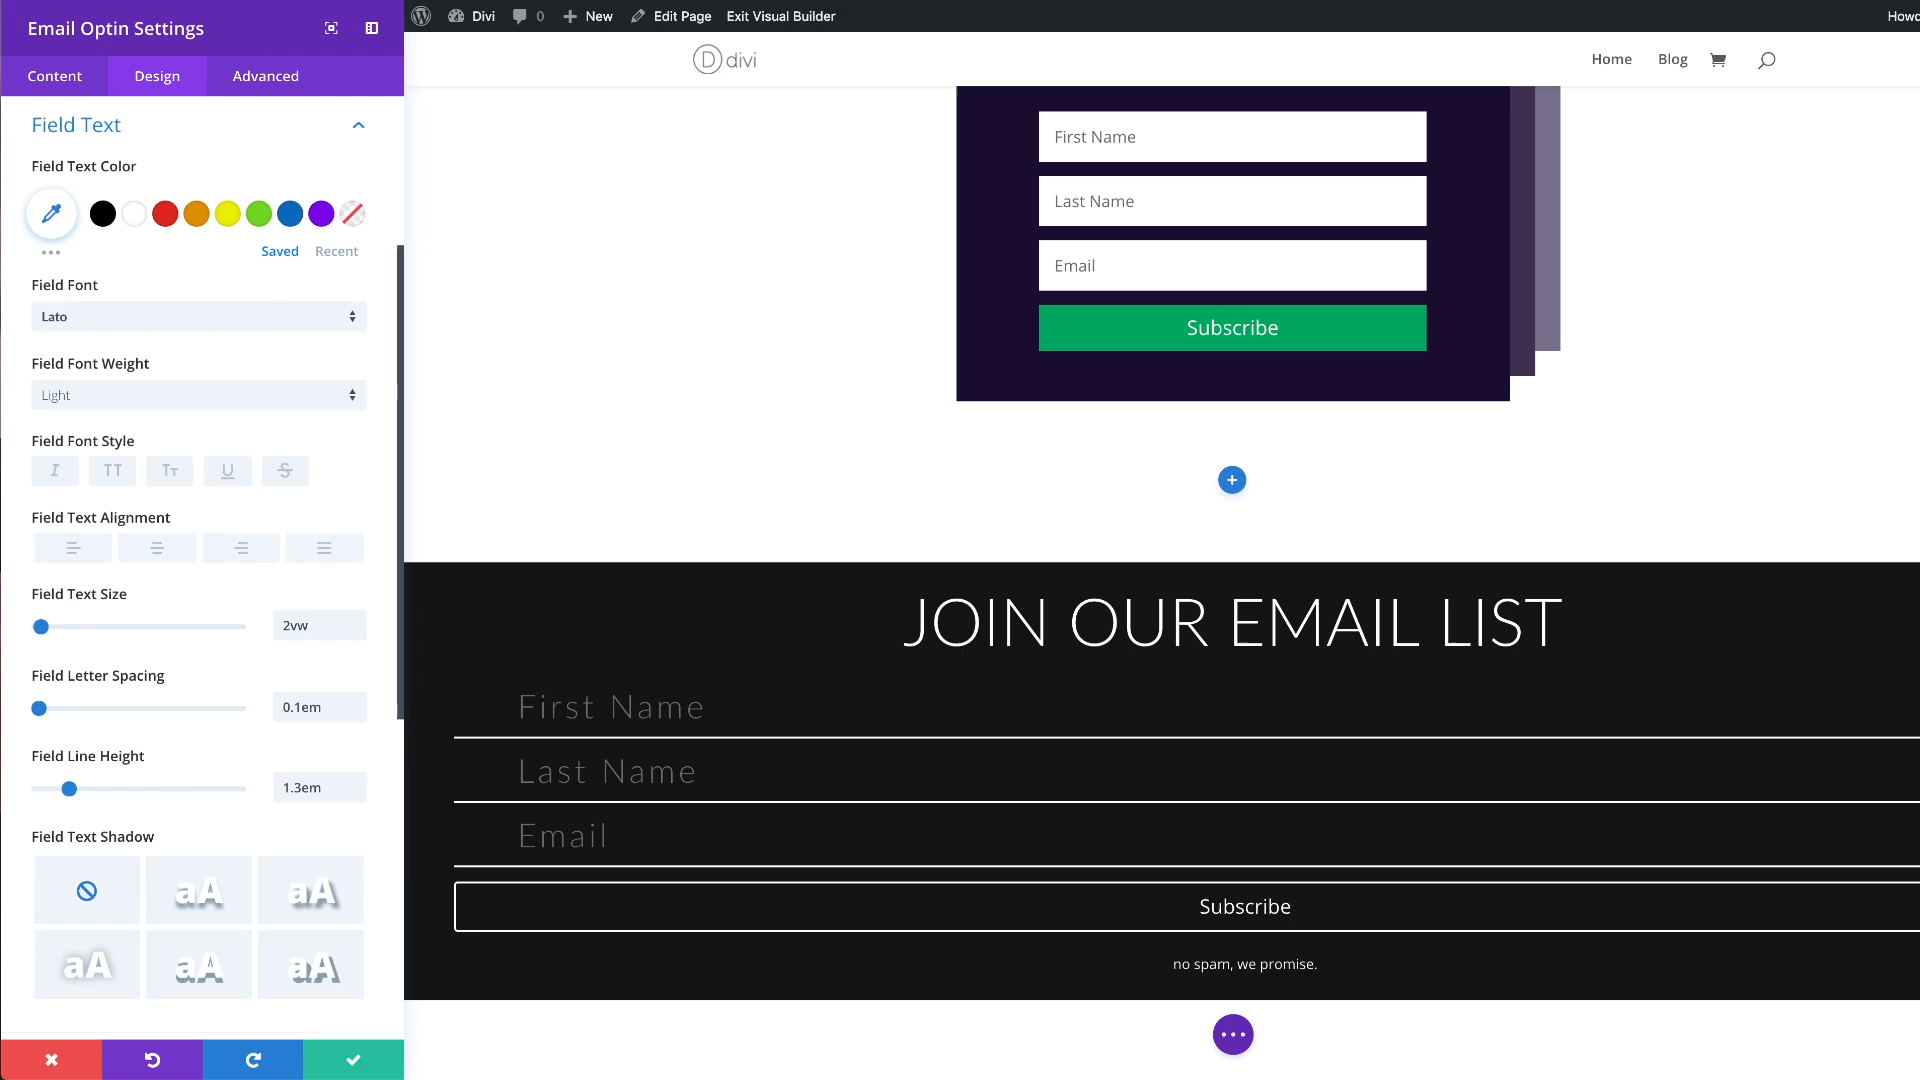 Email Optin Settings
Content
Design
Advanced
Field Text
Field Text Color
Saved
Recent
Field Font
Lato
Field Font Weight
Light
Field Font Style
I
TT
Tт
U
S
Field Text Alignment
Field Text Size
2vw
Field Letter Spacing
0.1em
Field Line Height
1.3em
Field Text Shadow
aA
aA
aA
aA
aA
Divi
0
New
Edit Page
Exit Visual Builder
D divi
Home
Blog
First Name
Last Name
Email
Subscribe
JOIN OUR EMAIL LIST
First Name
Last Name
Email
Subscribe
no spam, we promise.